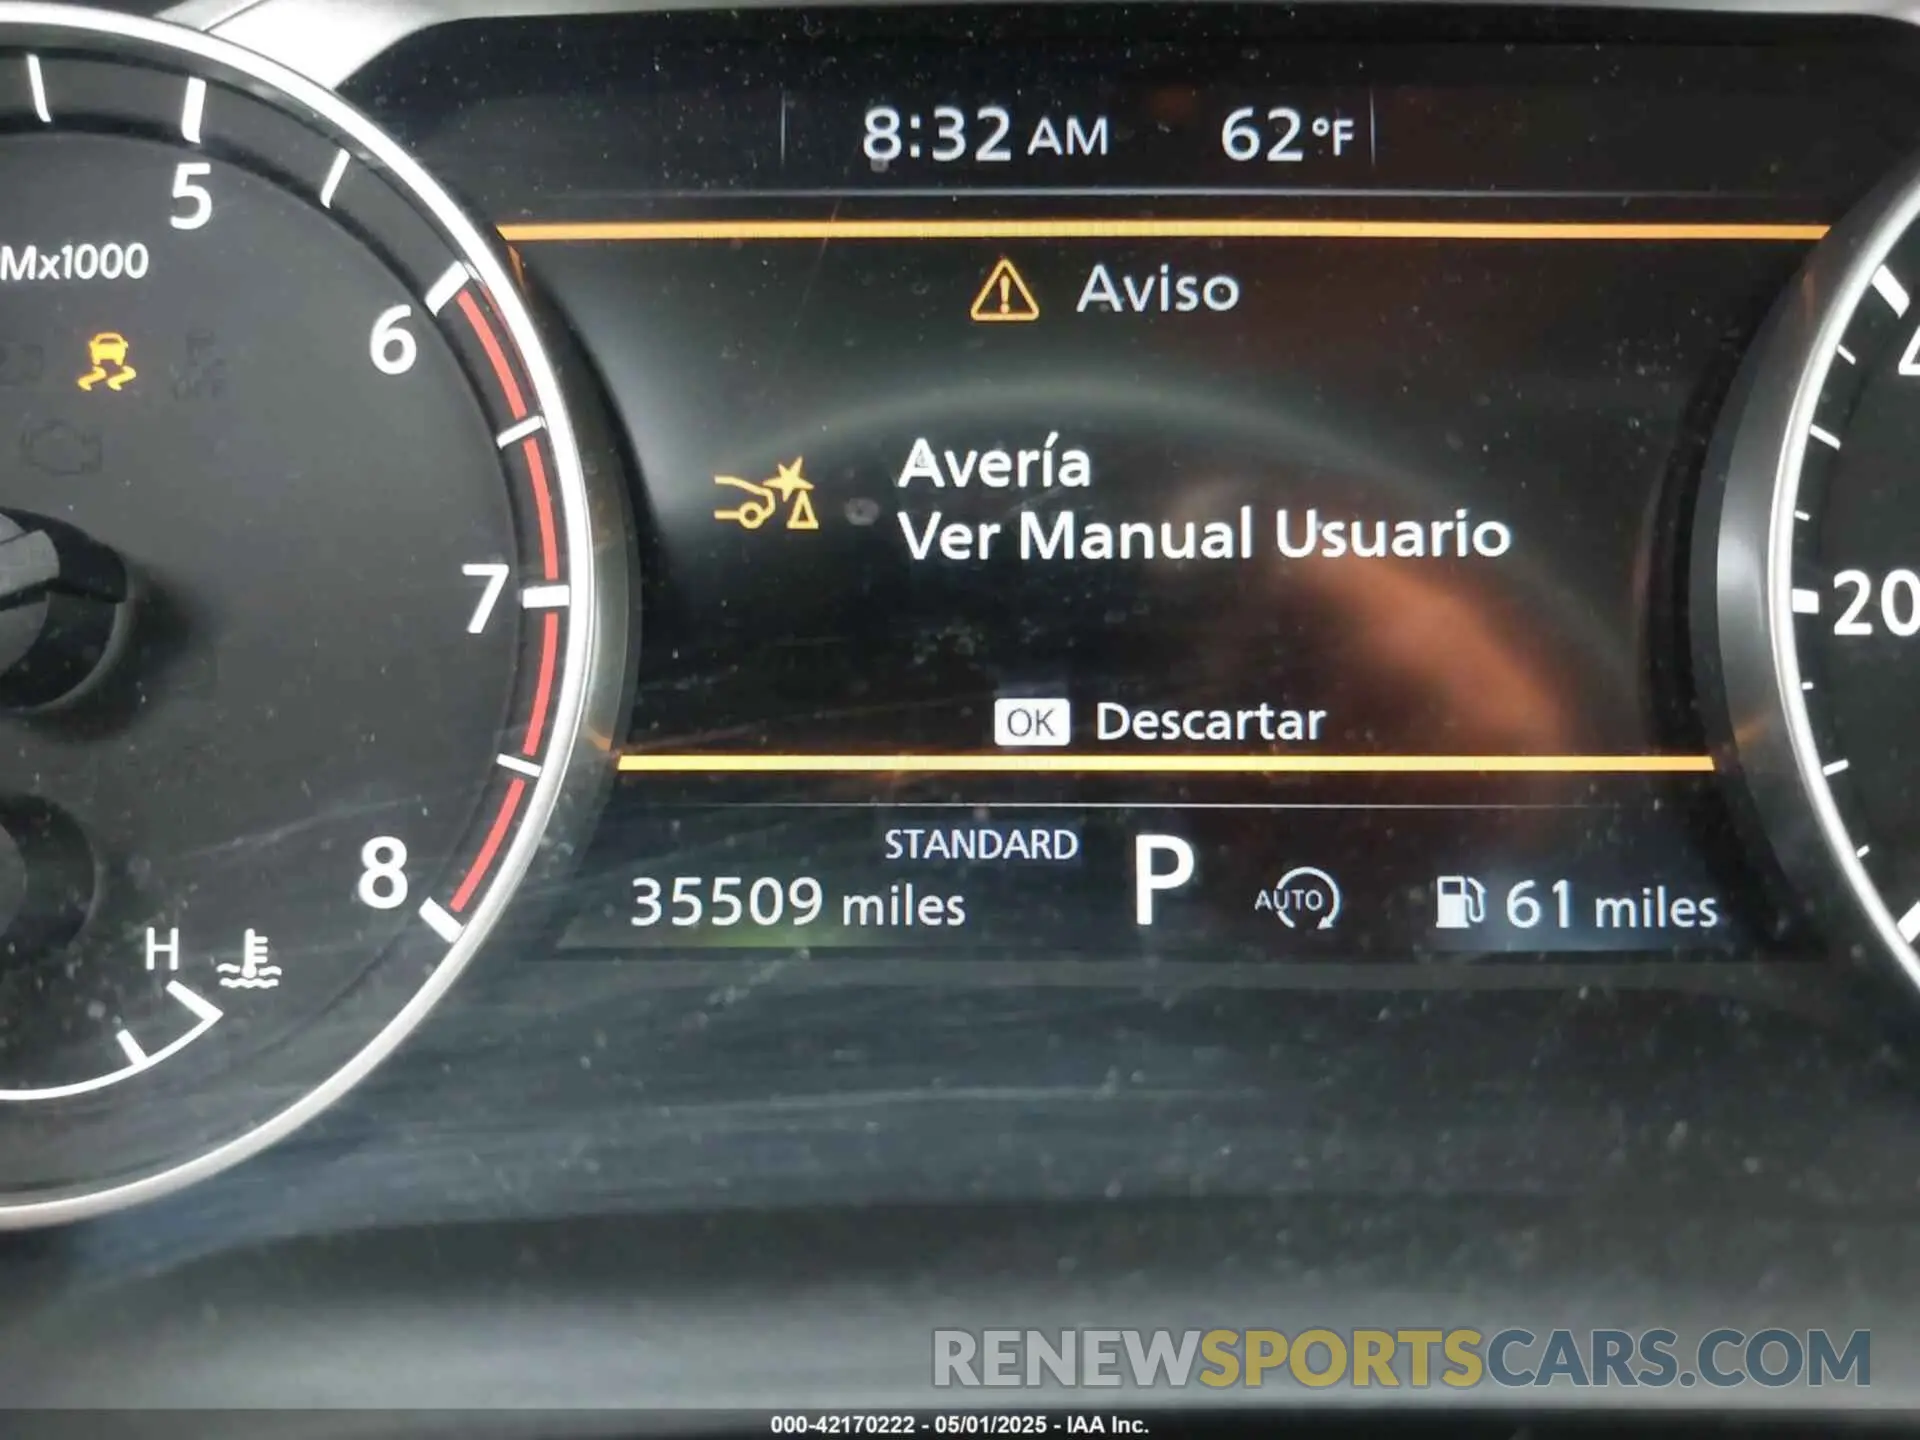 8:32 AM 62°F
5
Mx1000
Aviso
6
Avería
Ver Manual Usuario
7
20
OK Descartar
STANDARD
8
35509 miles P AUTO 61 miles
H
RENEWSPORTSCARS.COM
000-42170222 - 05/01/2025 - IAA Inc.